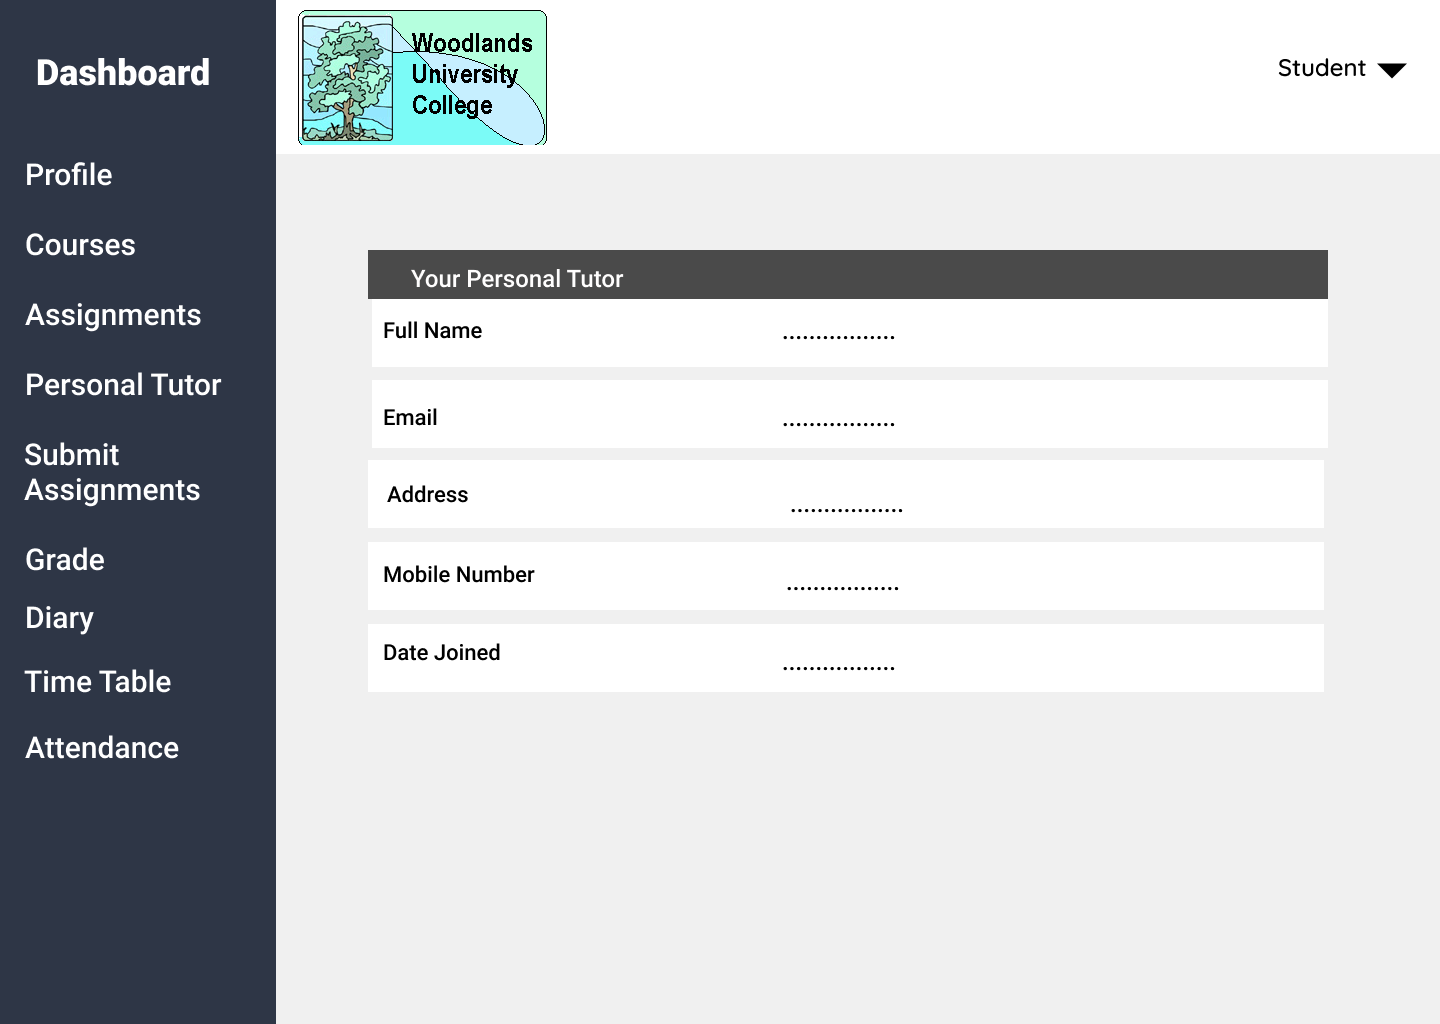 Dashboard
Profile
Courses
Assignments
Personal Tutor
Submit
Assignments
Grade
Diary
Time Table
Attendance
Woodlands
University
College
Student
Your Personal Tutor
Full Name .................
Email .................
Address .................
Mobile Number .................
Date Joined .................